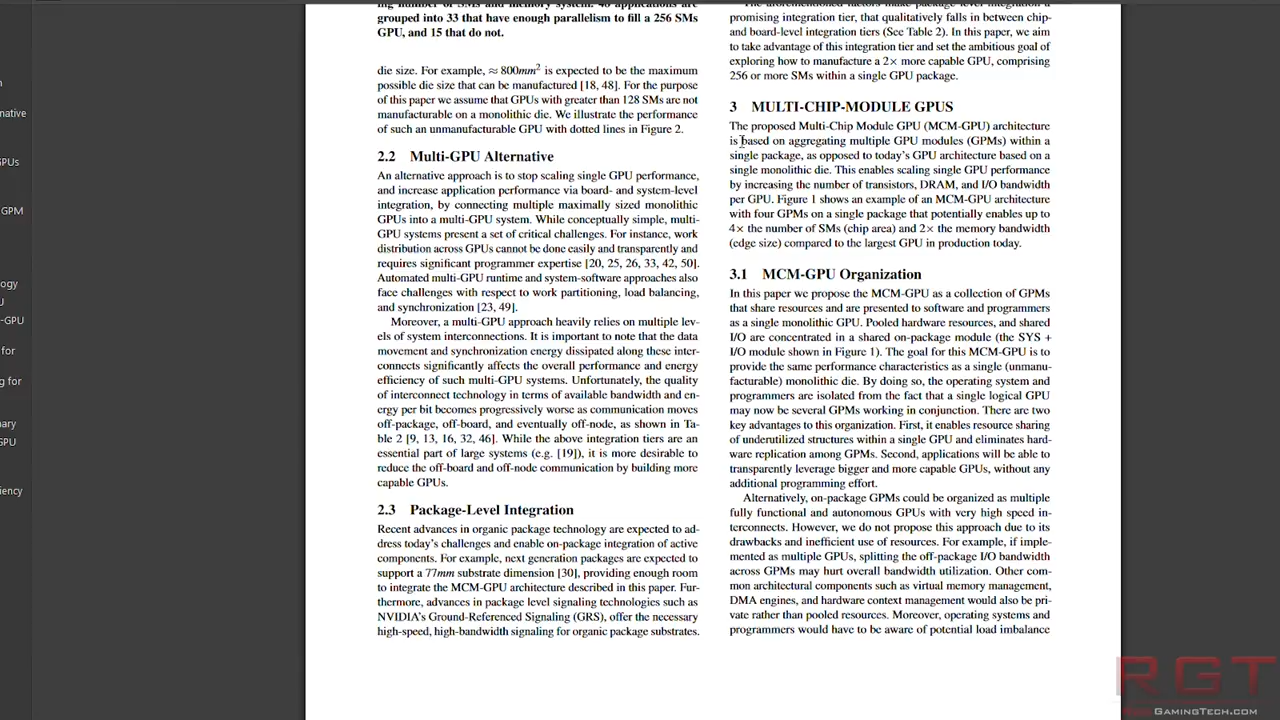 grouped into 33 that have enough parallelism to fill a 256 SMs
GPU, and 15 that do not.
die size. For example, ≈ 800mm² is expected to be the maximum
possible die size that can be manufactured [18, 48]. For the purpose
of this paper we assume that GPUs with greater than 128 SMs are not
manufacturable on a monolithic die. We illustrate the performance
of such an unmanufacturable GPU with dotted lines in Figure 2.
2.2 Multi-GPU Alternative
An alternative approach is to stop scaling single GPU performance,
and increase application performance via board- and system-level
integration, by connecting multiple maximally sized monolithic
GPUs into a multi-GPU system. While conceptually simple, multi-
GPU systems present a set of critical challenges. For instance, work
distribution across GPUs cannot be done easily and transparently and
requires significant programmer expertise [20, 25, 26, 33, 42, 50].
Automated multi-GPU runtime and system-software approaches also
face challenges with respect to work partitioning, load balancing,
and synchronization [23, 49].
Moreover, a multi-GPU approach heavily relies on multiple lev-
els of system interconnections. It is important to note that the data
movement and synchronization energy dissipated along these inter-
connects significantly affects the overall performance and energy
efficiency of such multi-GPU systems. Unfortunately, the quality
of interconnect technology in terms of available bandwidth and en-
ergy per bit becomes progressively worse as communication moves
off-package, off-board, and eventually off-node, as shown in Ta-
ble 2 [9, 13, 16, 32, 46]. While the above integration tiers are an
essential part of large systems (e.g. [19]), it is more desirable to
reduce the off-board and off-node communication by building more
capable GPUs.
2.3 Package-Level Integration
Recent advances in organic package technology are expected to ad-
dress today's challenges and enable on-package integration of active
components. For example, next generation packages are expected to
support a 77mm substrate dimension [30], providing enough room
to integrate the MCM-GPU architecture described in this paper. Fur-
thermore, advances in package level signaling technologies such as
NVIDIA's Ground-Referenced Signaling (GRS), offer the necessary
high-speed, high-bandwidth signaling for organic package substrates.
promising integration tier, that qualitatively falls in between chip-
and board-level integration tiers (See Table 2). In this paper, we aim
to take advantage of this integration tier and set the ambitious goal of
exploring how to manufacture a 2× more capable GPU, comprising
256 or more SMs within a single GPU package.
3 MULTI-CHIP-MODULE GPUS
The proposed Multi-Chip Module GPU (MCM-GPU) architecture
is based on aggregating multiple GPU modules (GPMs) within a
single package, as opposed to today's GPU architecture based on a
single monolithic die. This enables scaling single GPU performance
by increasing the number of transistors, DRAM, and I/O bandwidth
per GPU. Figure 1 shows an example of an MCM-GPU architecture
with four GPMs on a single package that potentially enables up to
4× the number of SMs (chip area) and 2× the memory bandwidth
(edge size) compared to the largest GPU in production today.
3.1 MCM-GPU Organization
In this paper we propose the MCM-GPU as a collection of GPMs
that share resources and are presented to software and programmers
as a single monolithic GPU. Pooled hardware resources, and shared
I/O are concentrated in a shared on-package module (the SYS +
I/O module shown in Figure 1). The goal for this MCM-GPU is to
provide the same performance characteristics as a single (unmanu-
facturable) monolithic die. By doing so, the operating system and
programmers are isolated from the fact that a single logical GPU
may now be several GPMs working in conjunction. There are two
key advantages to this organization. First, it enables resource sharing
of underutilized structures within a single GPU and eliminates hard-
ware replication among GPMs. Second, applications will be able to
transparently leverage bigger and more capable GPUs, without any
additional programming effort.
Alternatively, on-package GPMs could be organized as multiple
fully functional and autonomous GPUs with very high speed in-
terconnects. However, we do not propose this approach due to its
drawbacks and inefficient use of resources. For example, if imple-
mented as multiple GPUs, splitting the off-package I/O bandwidth
across GPMs may hurt overall bandwidth utilization. Other com-
mon architectural components such as virtual memory management,
DMA engines, and hardware context management would also be pri-
vate rather than pooled resources. Moreover, operating systems and
programmers would have to be aware of potential load imbalance
native
GPUs
GPM
ogy
U
-GPU
for
g for
ary
GPU
iency
RGT
GAMINGTECH.COM